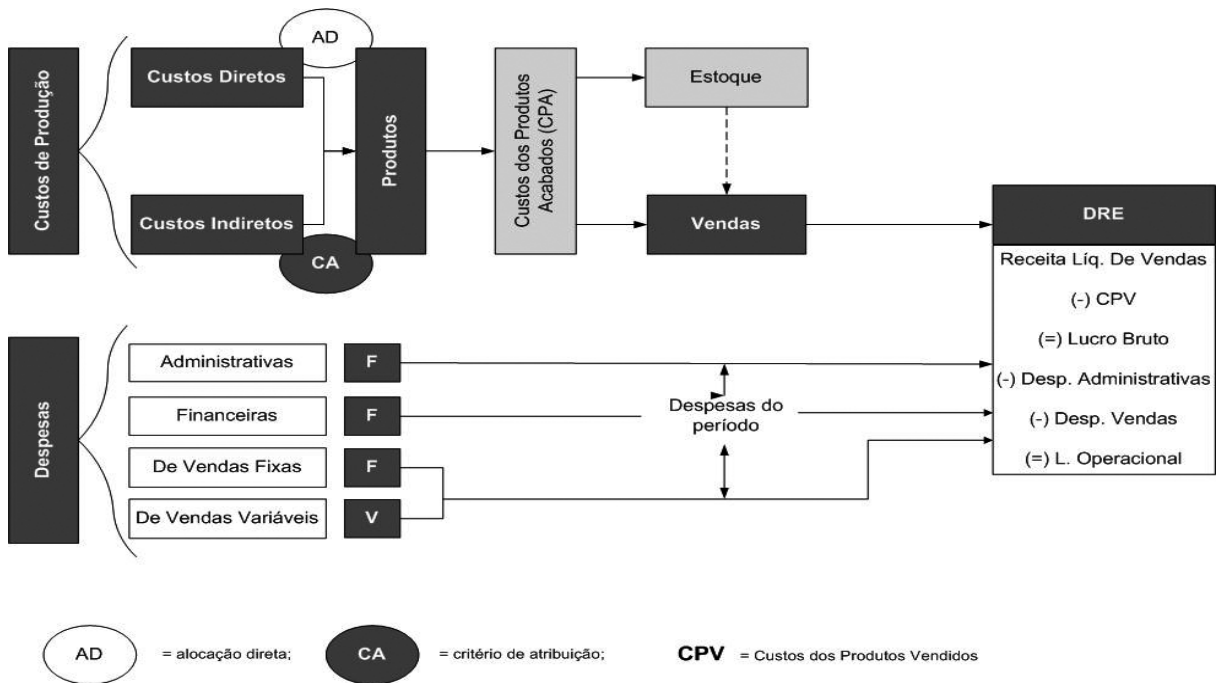 AD
Custos de Produção
Custos Diretos
Custos Indiretos
CA
Produtos
Custos dos Produtos
Acabados (CPA)
Estoque
Vendas
DRE
Receita Líq. De Vendas
(-) CPV
(=) Lucro Bruto
(-) Desp. Administrativas
(-) Desp. Vendas
(=) L. Operacional
Despesas
Administrativas
F
Financeiras
F
De Vendas Fixas
F
De Vendas Variáveis
V
Despesas do
período
AD = alocação direta;
CA = critério de atribuição;
CPV = Custos dos Produtos Vendidos